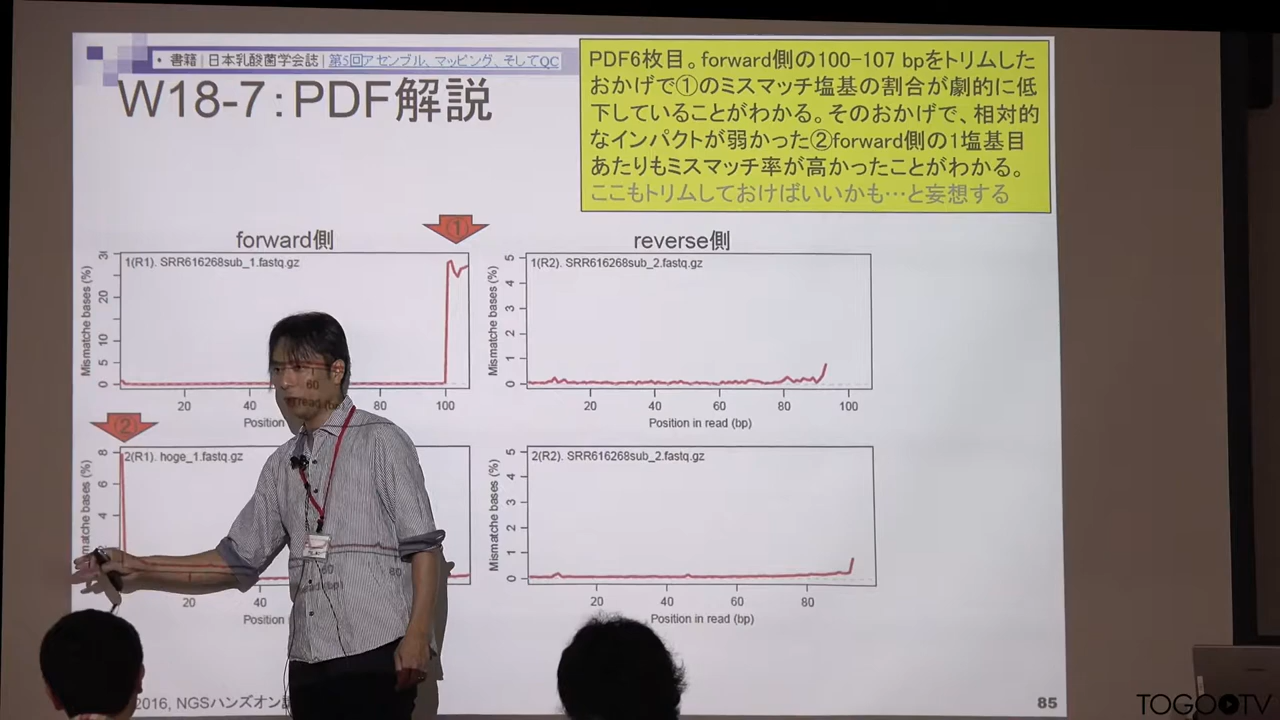 • 書籍 | 日本乳酸菌学会誌 | 第5回アセンブル、マッピング、そしてQC
W18-7：PDF解説
PDF6枚目。forward側の100-107 bpをトリムした
おかげで①のミスマッチ塩基の割合が劇的に低
下していることがわかる。そのおかげで、相対的
なインパクトが弱かった②forward側の1塩基目
あたりもミスマッチ率が高かったことがわかる。
ここもトリムしておけばいいかも…と妄想する
①
forward側
reverse側
1(R1). SRR616268sub_1.fastq.gz
Mismatche bases (%)
0 5 10 20 30
20 40 60 100
Position
1(R2). SRR616268sub_2.fastq.gz
Mismatche bases (%)
0 1 2 3 4 5
20 40 60 80 100
Position in read (bp)
②
2(R1). hoge_1.fastq.gz
bases (%)
4 6 8
20 40 60 80
Position
2(R2). SRR616268sub_2.fastq.gz
Mismatche bases (%)
0 1 2 3 4 5
20 40 60 80
Position in read (bp)
2016, NGSハンズオン
85
TOGOTV